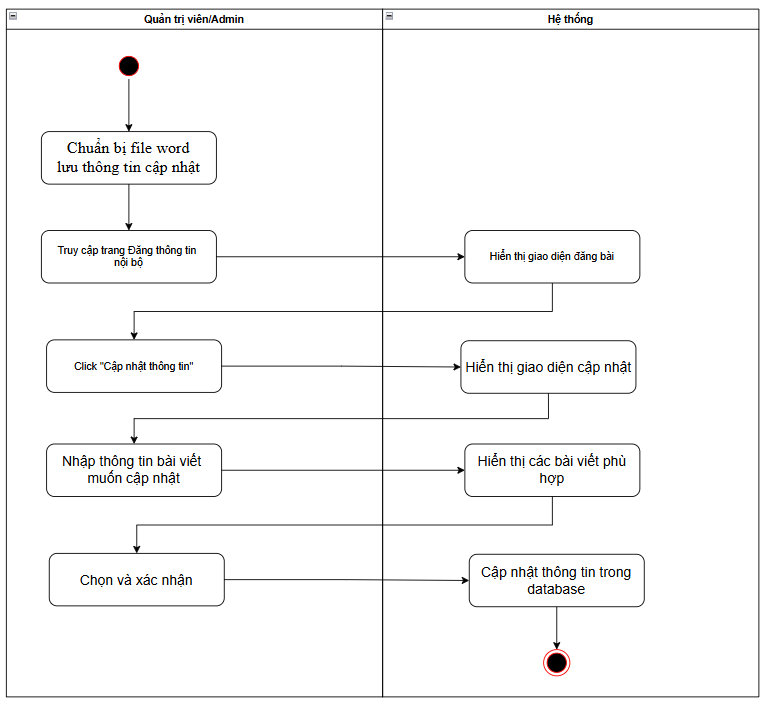 Quản trị viên/Admin
Hệ thống
Chuẩn bị file word
lưu thông tin cập nhật
Truy cập trang Đăng thông tin
nội bộ
Hiển thị giao diện đăng bài
Click "Cập nhật thông tin"
Hiển thị giao diện cập nhật
Nhập thông tin bài viết
muốn cập nhật
Hiển thị các bài viết phù
hợp
Chọn và xác nhận
Cập nhật thông tin trong
database